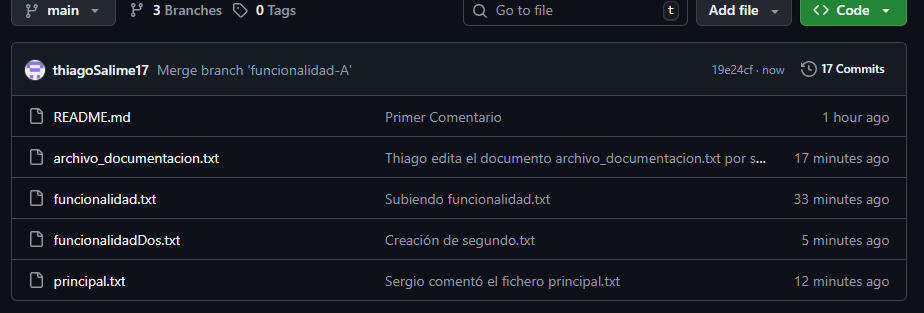 main 3 Branches 0 Tags Go to file t Add file Code
thiagoSalime17 Merge branch 'funcionalidad-A' 19e24cf · now 17 Commits
README.md Primer Comentario 1 hour ago
archivo_documentacion.txt Thiago edita el documento archivo_documentacion.txt por s... 17 minutes ago
funcionalidad.txt Subiendo funcionalidad.txt 33 minutes ago
funcionalidadDos.txt Creación de segundo.txt 5 minutes ago
principal.txt Sergio comentó el fichero principal.txt 12 minutes ago